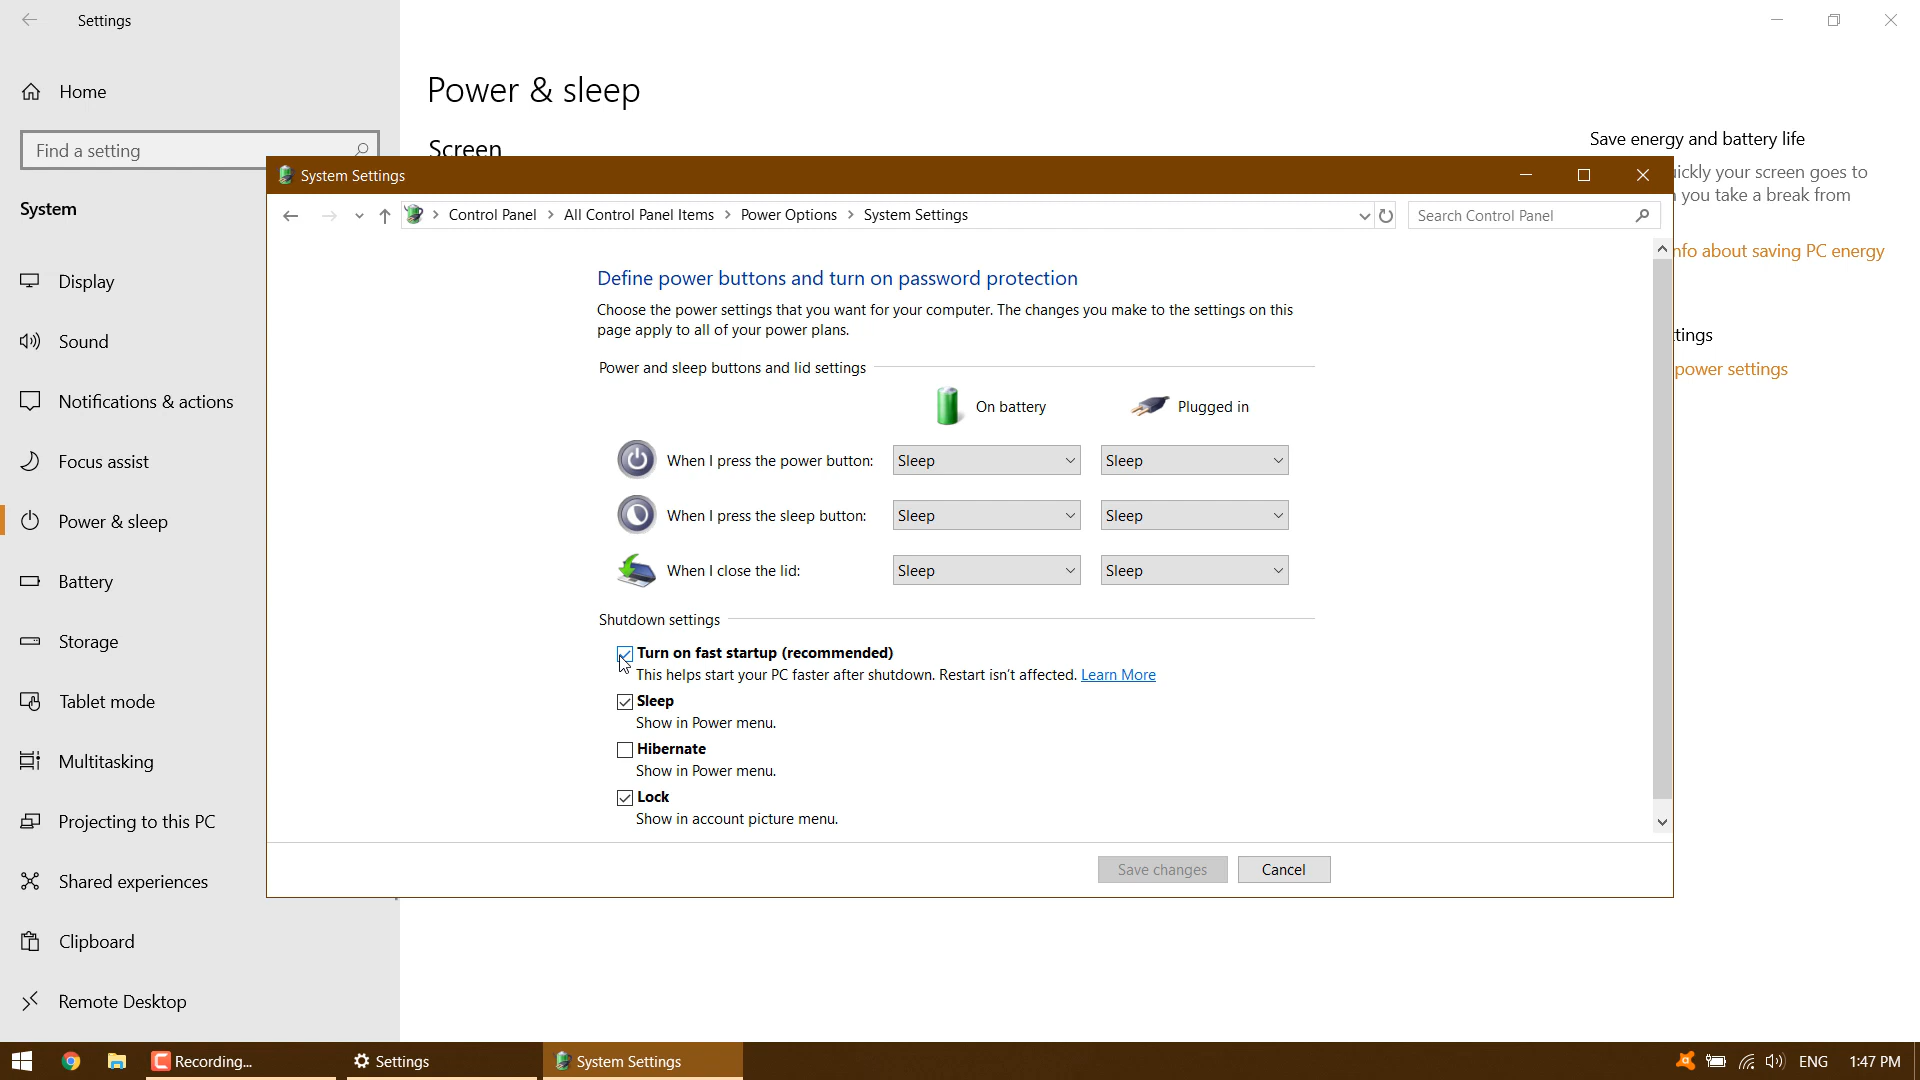 Settings
Home
Find a setting
System
Display
Sound
Notifications & actions
Focus assist
Power & sleep
Battery
Storage
Tablet mode
Multitasking
Projecting to this PC
Shared experiences
Clipboard
Remote Desktop
Power & sleep
Screen
Save energy and battery life
your screen goes to
you take a break from
about saving PC energy
power settings
System Settings
Control Panel > All Control Panel Items > Power Options > System Settings
Search Control Panel
Define power buttons and turn on password protection
Choose the power settings that you want for your computer. The changes you make to the settings on this
page apply to all of your power plans.
Power and sleep buttons and lid settings
On battery Plugged in
When I press the power button: Sleep Sleep
When I press the sleep button: Sleep Sleep
When I close the lid: Sleep Sleep
Shutdown settings
Turn on fast startup (recommended)
This helps start your PC faster after shutdown. Restart isn't affected. Learn More
Sleep
Show in Power menu.
Hibernate
Show in Power menu.
Lock
Show in account picture menu.
Save changes Cancel
Recording... Settings System Settings ENG 1:47 PM